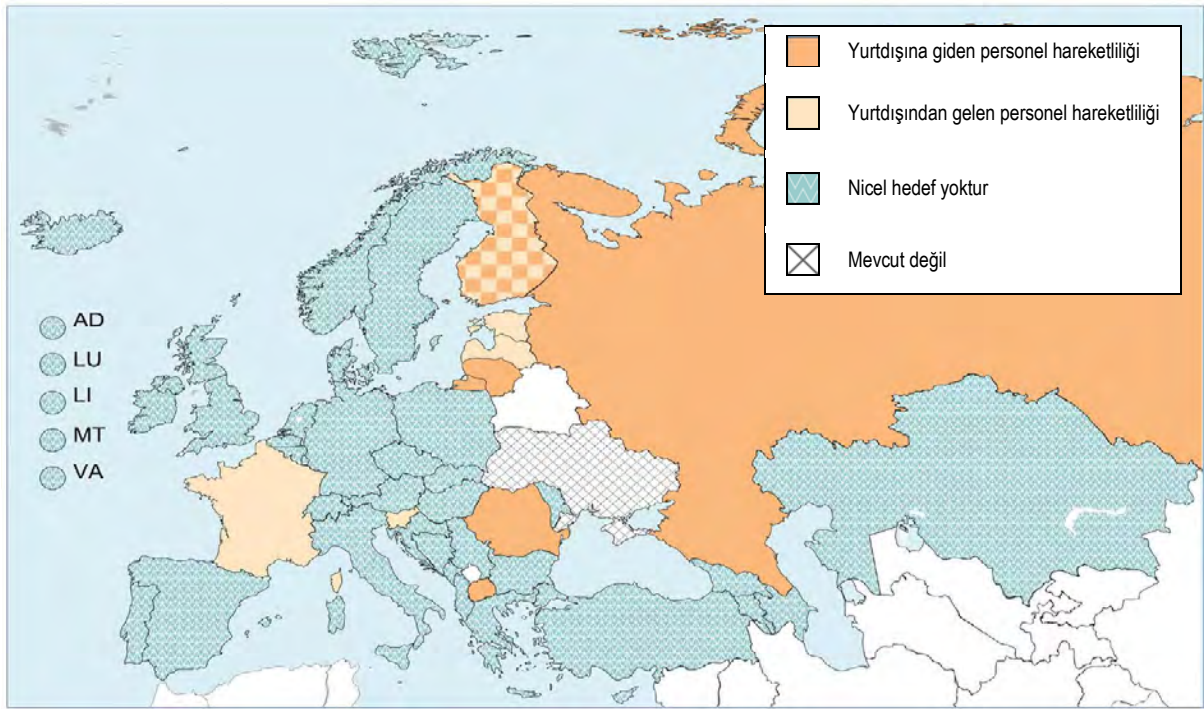 Yurtdışına giden personel hareketliliği
Yurtdışından gelen personel hareketliliği
Nicel hedef yoktur
Mevcut değil
AD
LU
LI
MT
VA